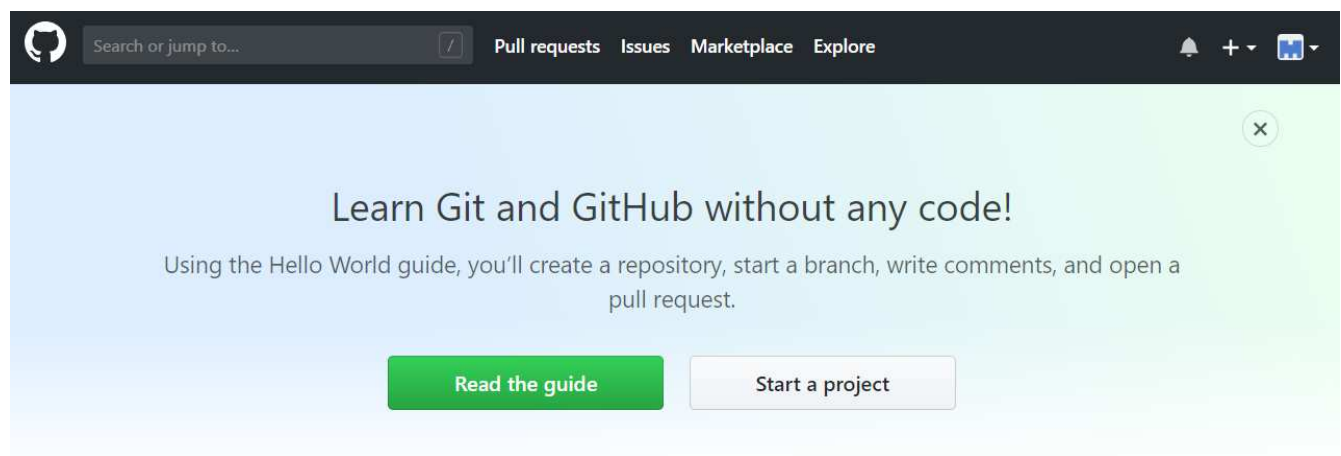 Search or jump to... /
Pull requests Issues Marketplace Explore
Learn Git and GitHub without any code!
Using the Hello World guide, you’ll create a repository, start a branch, write comments, and open a
pull request.
Read the guide
Start a project